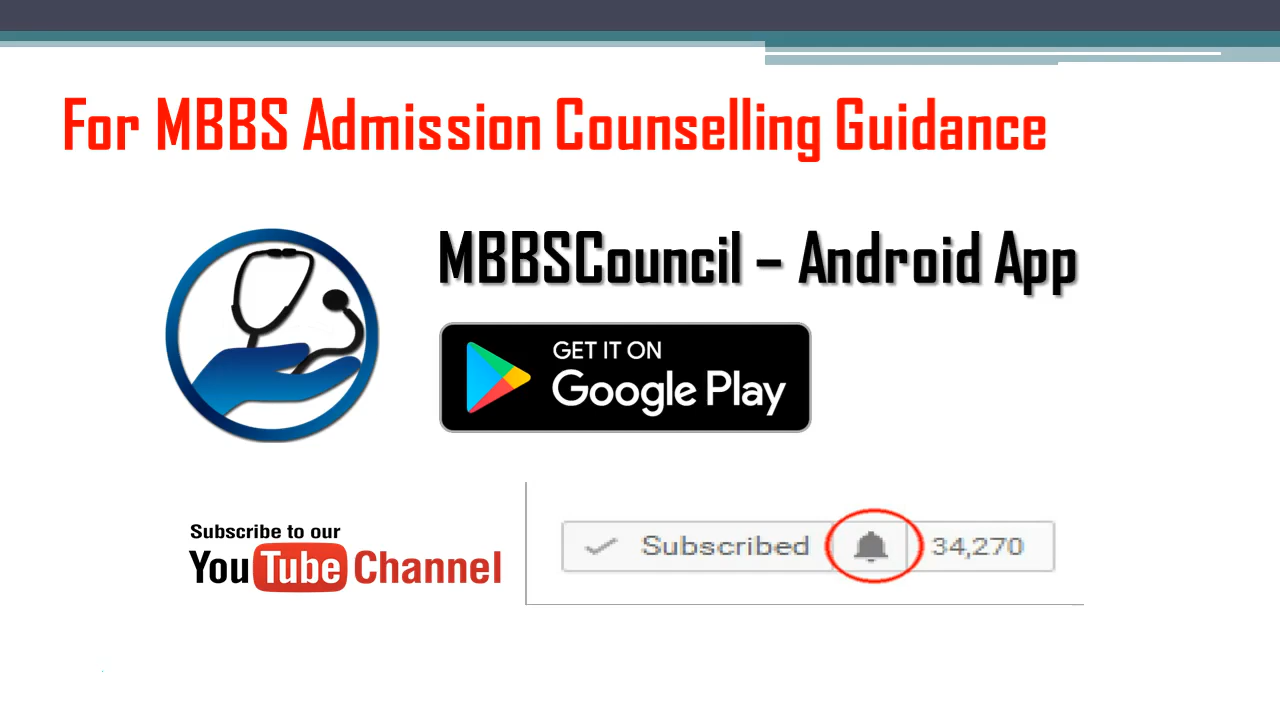 For MBBS Admission Counselling Guidance
MBBSCouncil – Android App
GET IT ON
Google Play
Subscribe to our
YouTube Channel
Subscribed 34,270